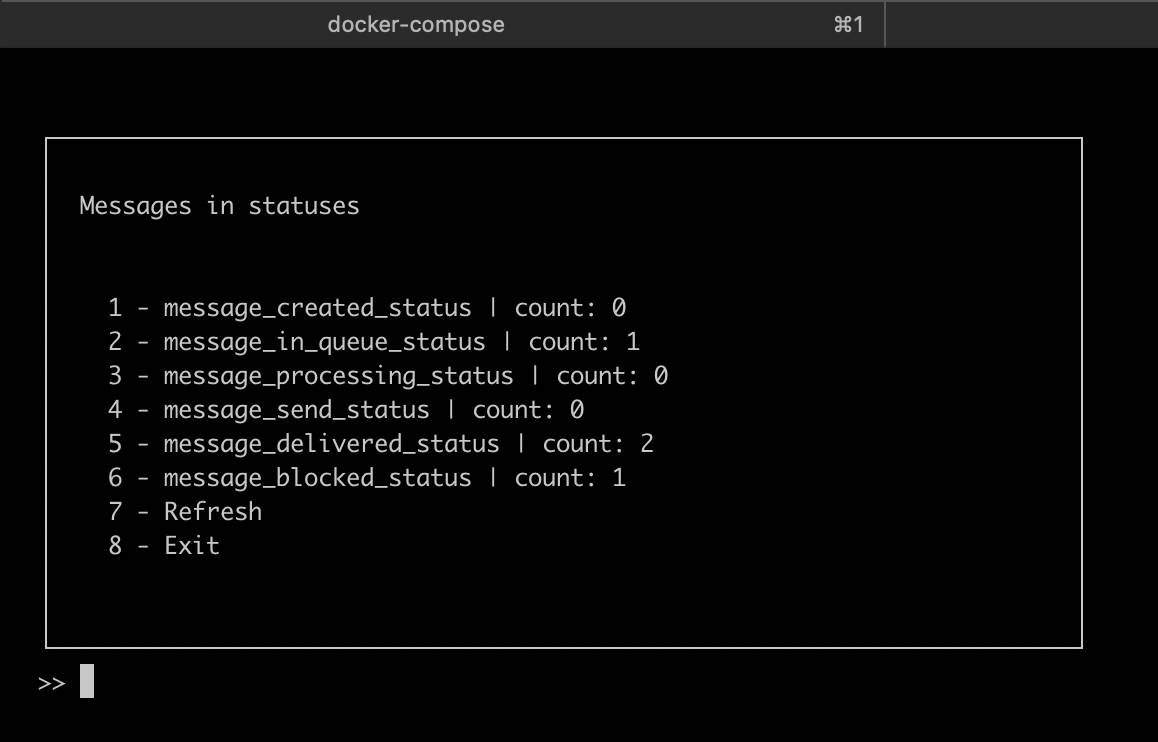 docker-compose ⌘1
Messages in statuses
1 - message_created_status | count: 0
2 - message_in_queue_status | count: 1
3 - message_processing_status | count: 0
4 - message_send_status | count: 0
5 - message_delivered_status | count: 2
6 - message_blocked_status | count: 1
7 - Refresh
8 - Exit
>>